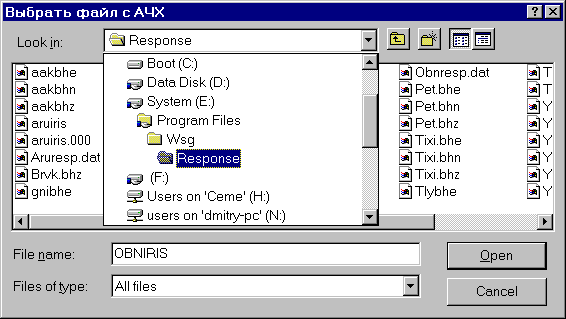 Выбрать файл с АЧХ
Look in:
Response
Boot (C:)
Data Disk (D:)
System (E:)
Program Files
Wsg
Response
(F:)
Users on 'Ceme' (H:)
users on 'dmitry-pc' (N:)
aakbhe
aakbhn
aakbhz
aruiris
aruiris.000
Aruresp.dat
Brvk.bhz
gnibhe
Obnresp.dat
Pet.bhe
Pet.bhn
Pet.bhz
Tixi.bhe
Tixi.bhn
Tixi.bhz
Tlybhe
T
T
Y
Y
Y
Y
Y
File name:
OBNIRIS
Open
Files of type:
All files
Cancel